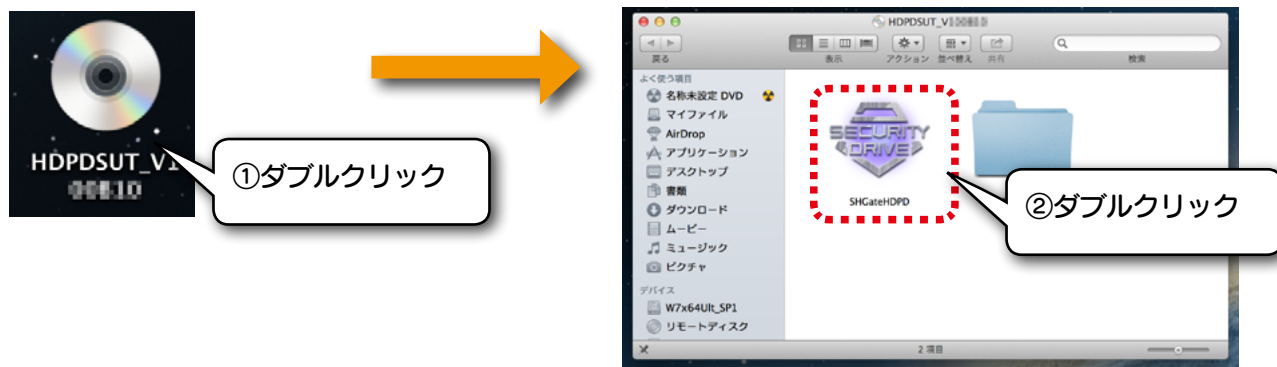 HDPDSUT_V1
①ダブルクリック
HDPDSUT_V1
戻る
表示
アクション
並べ替え
共有
検索
よく使う項目
名称未設定 DVD
マイファイル
AirDrop
アプリケーション
デスクトップ
書類
ダウンロード
ムービー
ミュージック
ピクチャ
デバイス
W7x64Ult_SP1
リモートディスク
SECURITY
DRIVE
SHGateHDPD
②ダブルクリック
2 項目